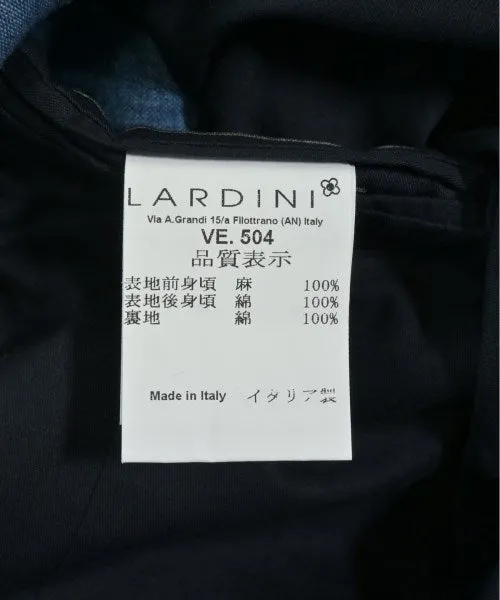 LARDINI
Via A.Grandi 15/a Filottrano (AN) Italy
VE. 504
品質表示
表地前身頃 麻 100%
表地後身頃 綿 100%
裏地 綿 100%
Made in Italy イタリア製